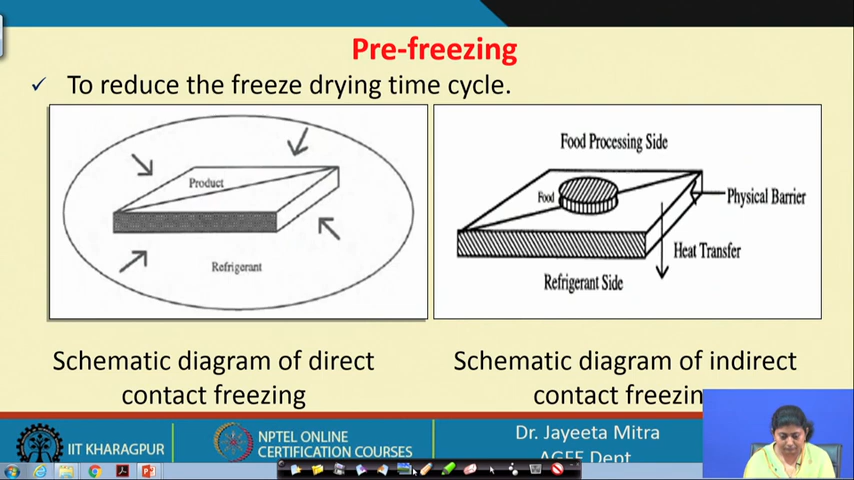 Pre-freezing
✓ To reduce the freeze drying time cycle.
Product
Refrigerant
Food Processing Side
Food
Physical Barrier
Heat Transfer
Refrigerant Side
Schematic diagram of direct
contact freezing
Schematic diagram of indirect
contact freezin
IIT KHARAGPUR
NPTEL ONLINE
CERTIFICATION COURSES
Dr. Jayeeta Mitra
AGFE Dept